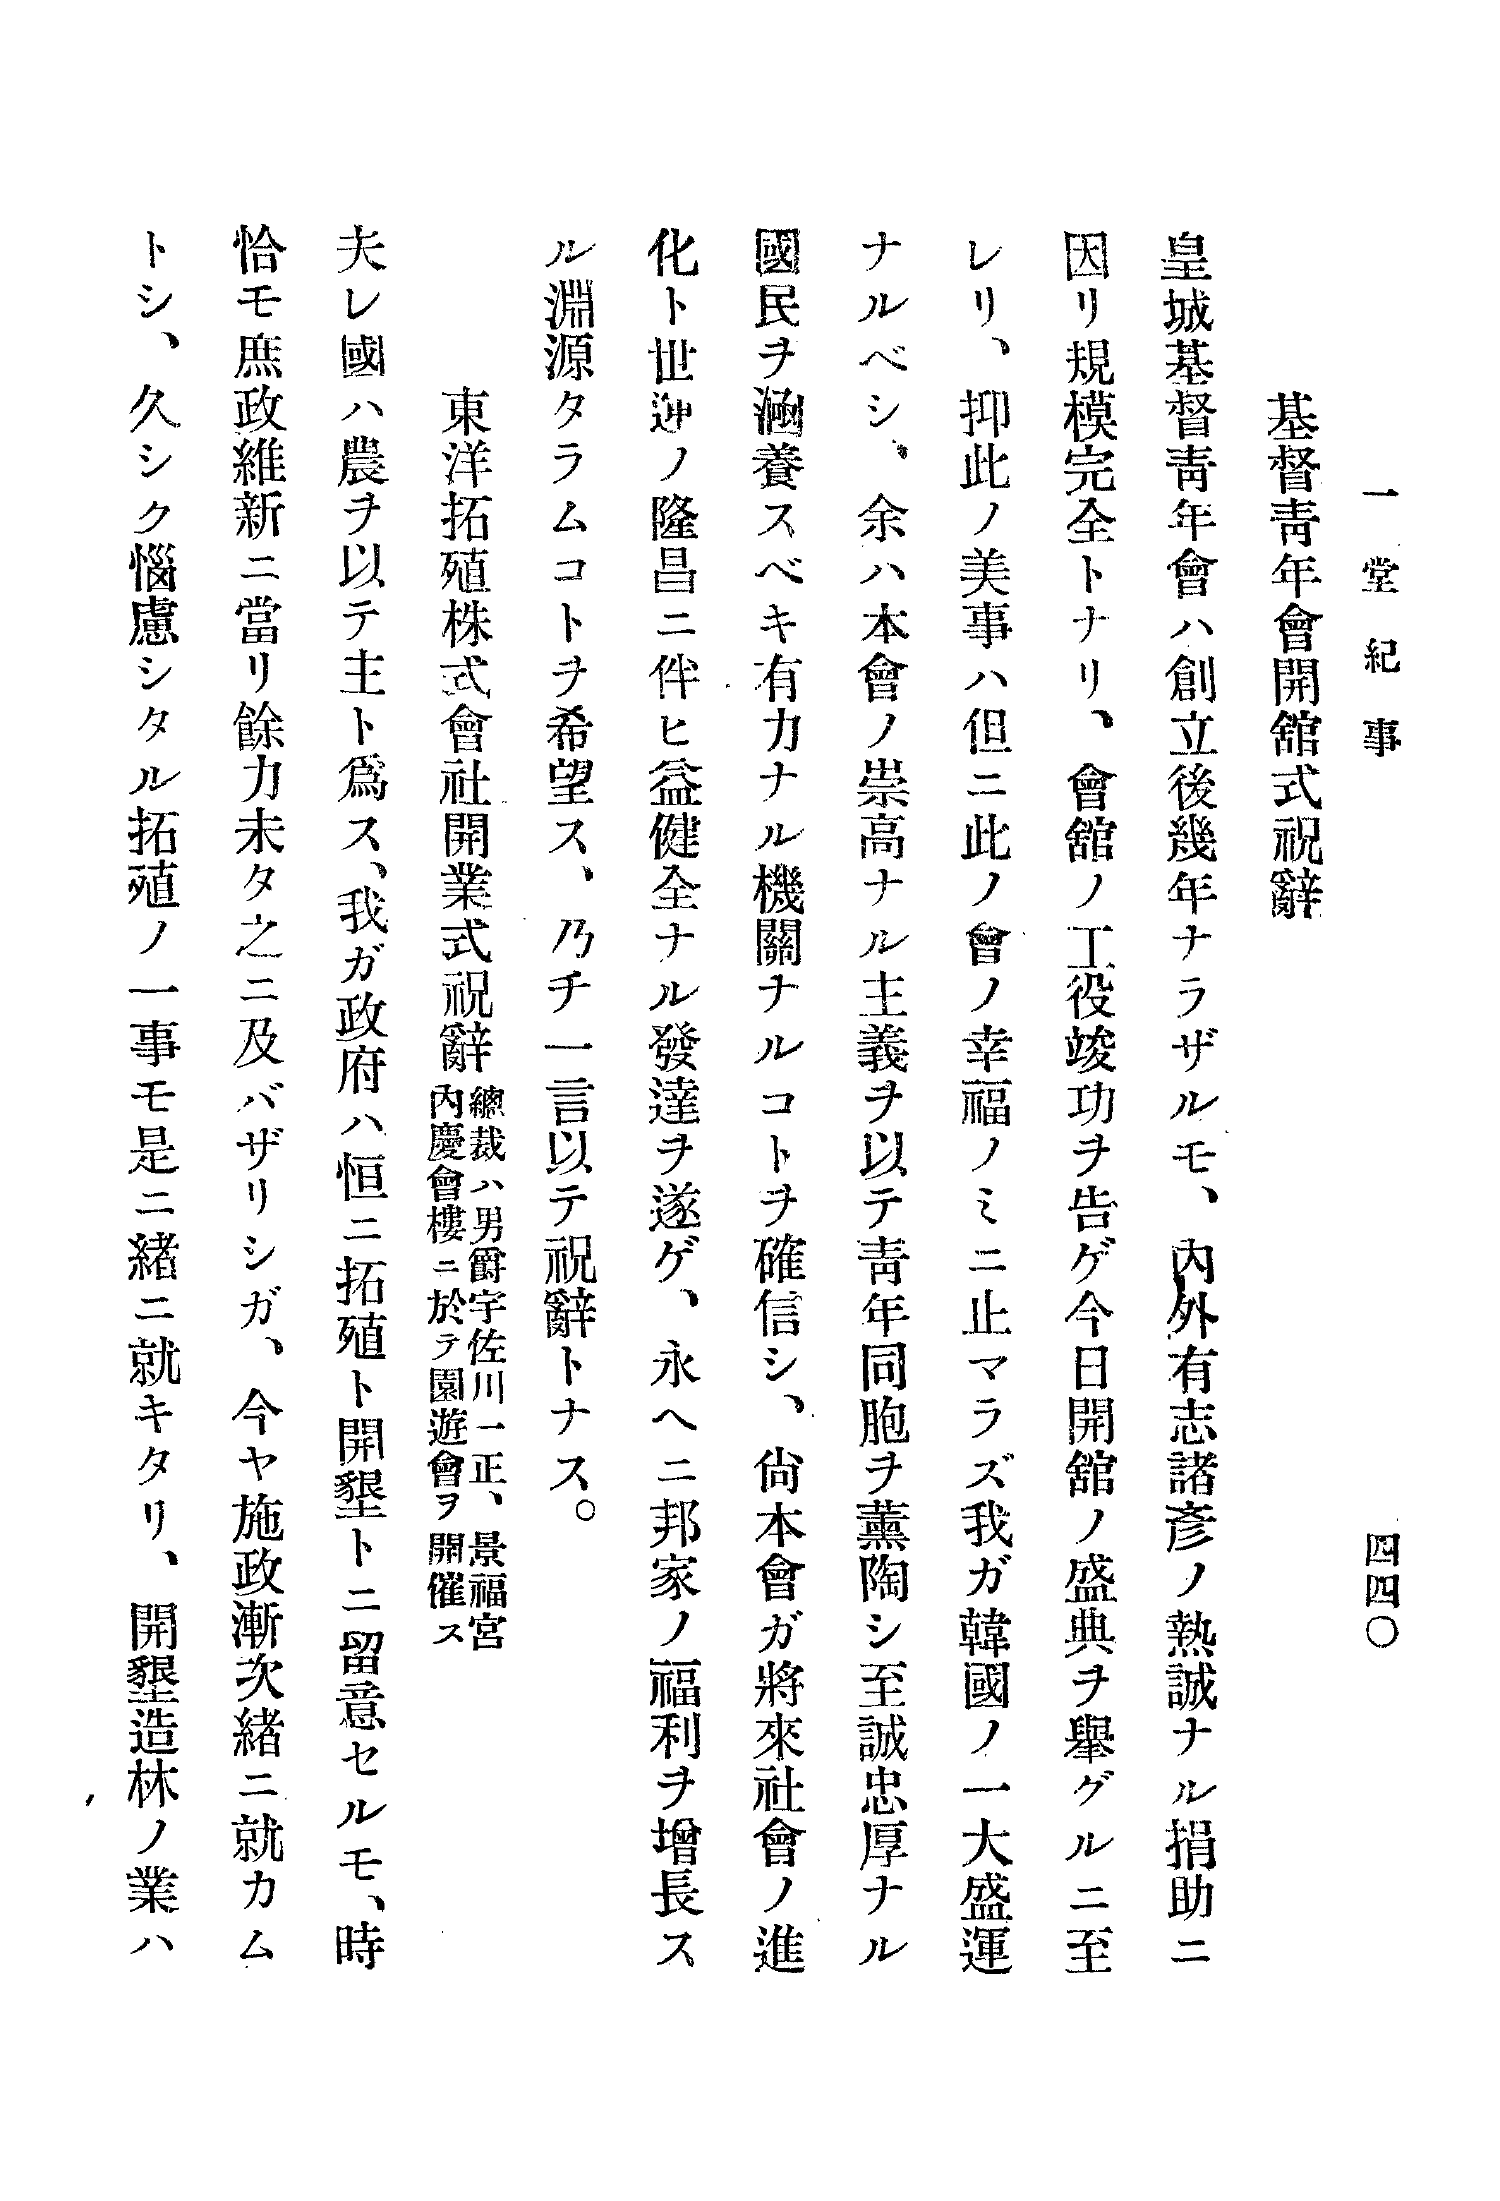 一堂紀事
四四〇
基督靑年會開舘式祝辭
皇城基督靑年會ハ創立後幾年ナラザルモ、內外有志諸彥ノ熱誠ナル捐助ニ
因リ規模完全トナリ、會舘ノ工役竣功ヲ告ゲ今日開舘ノ盛典ヲ舉グルニ至
レリ、抑此ノ美事ハ但ニ此ノ會ノ幸福ノミニ止マラズ我ガ韓國ノ一大盛運
ナルベシ、余ハ本會ノ崇高ナル主義ヲ以テ靑年同胞ヲ薰陶シ至誠忠厚ナル
國民ヲ涵養スベキ有力ナル機關ナルコトヲ確信シ、尙本會ガ將來社會ノ進
化ト世運ノ隆昌ニ伴ヒ益健全ナル發達ヲ遂ゲ、永ヘニ邦家ノ福利ヲ增長ス
ル淵源タラムコトヲ希望ス、乃チ一言以テ祝辭トナス。
東洋拓殖株式會社開業式祝辭
總裁ハ男爵宇佐川一正、景福宮
內慶會樓ニ於テ園遊會ヲ開催ス
夫レ國ハ農ヲ以テ主ト爲ス、我ガ政府ハ恒ニ拓殖ト開墾トニ留意セルモ、時
恰モ庶政維新ニ當リ餘力未タ之ニ及バザリシガ、今ヤ施政漸次緒ニ就カム
トシ、久シク惱慮シタル拓殖ノ一事モ是ニ緒ニ就キタリ、開墾造林ノ業ハ